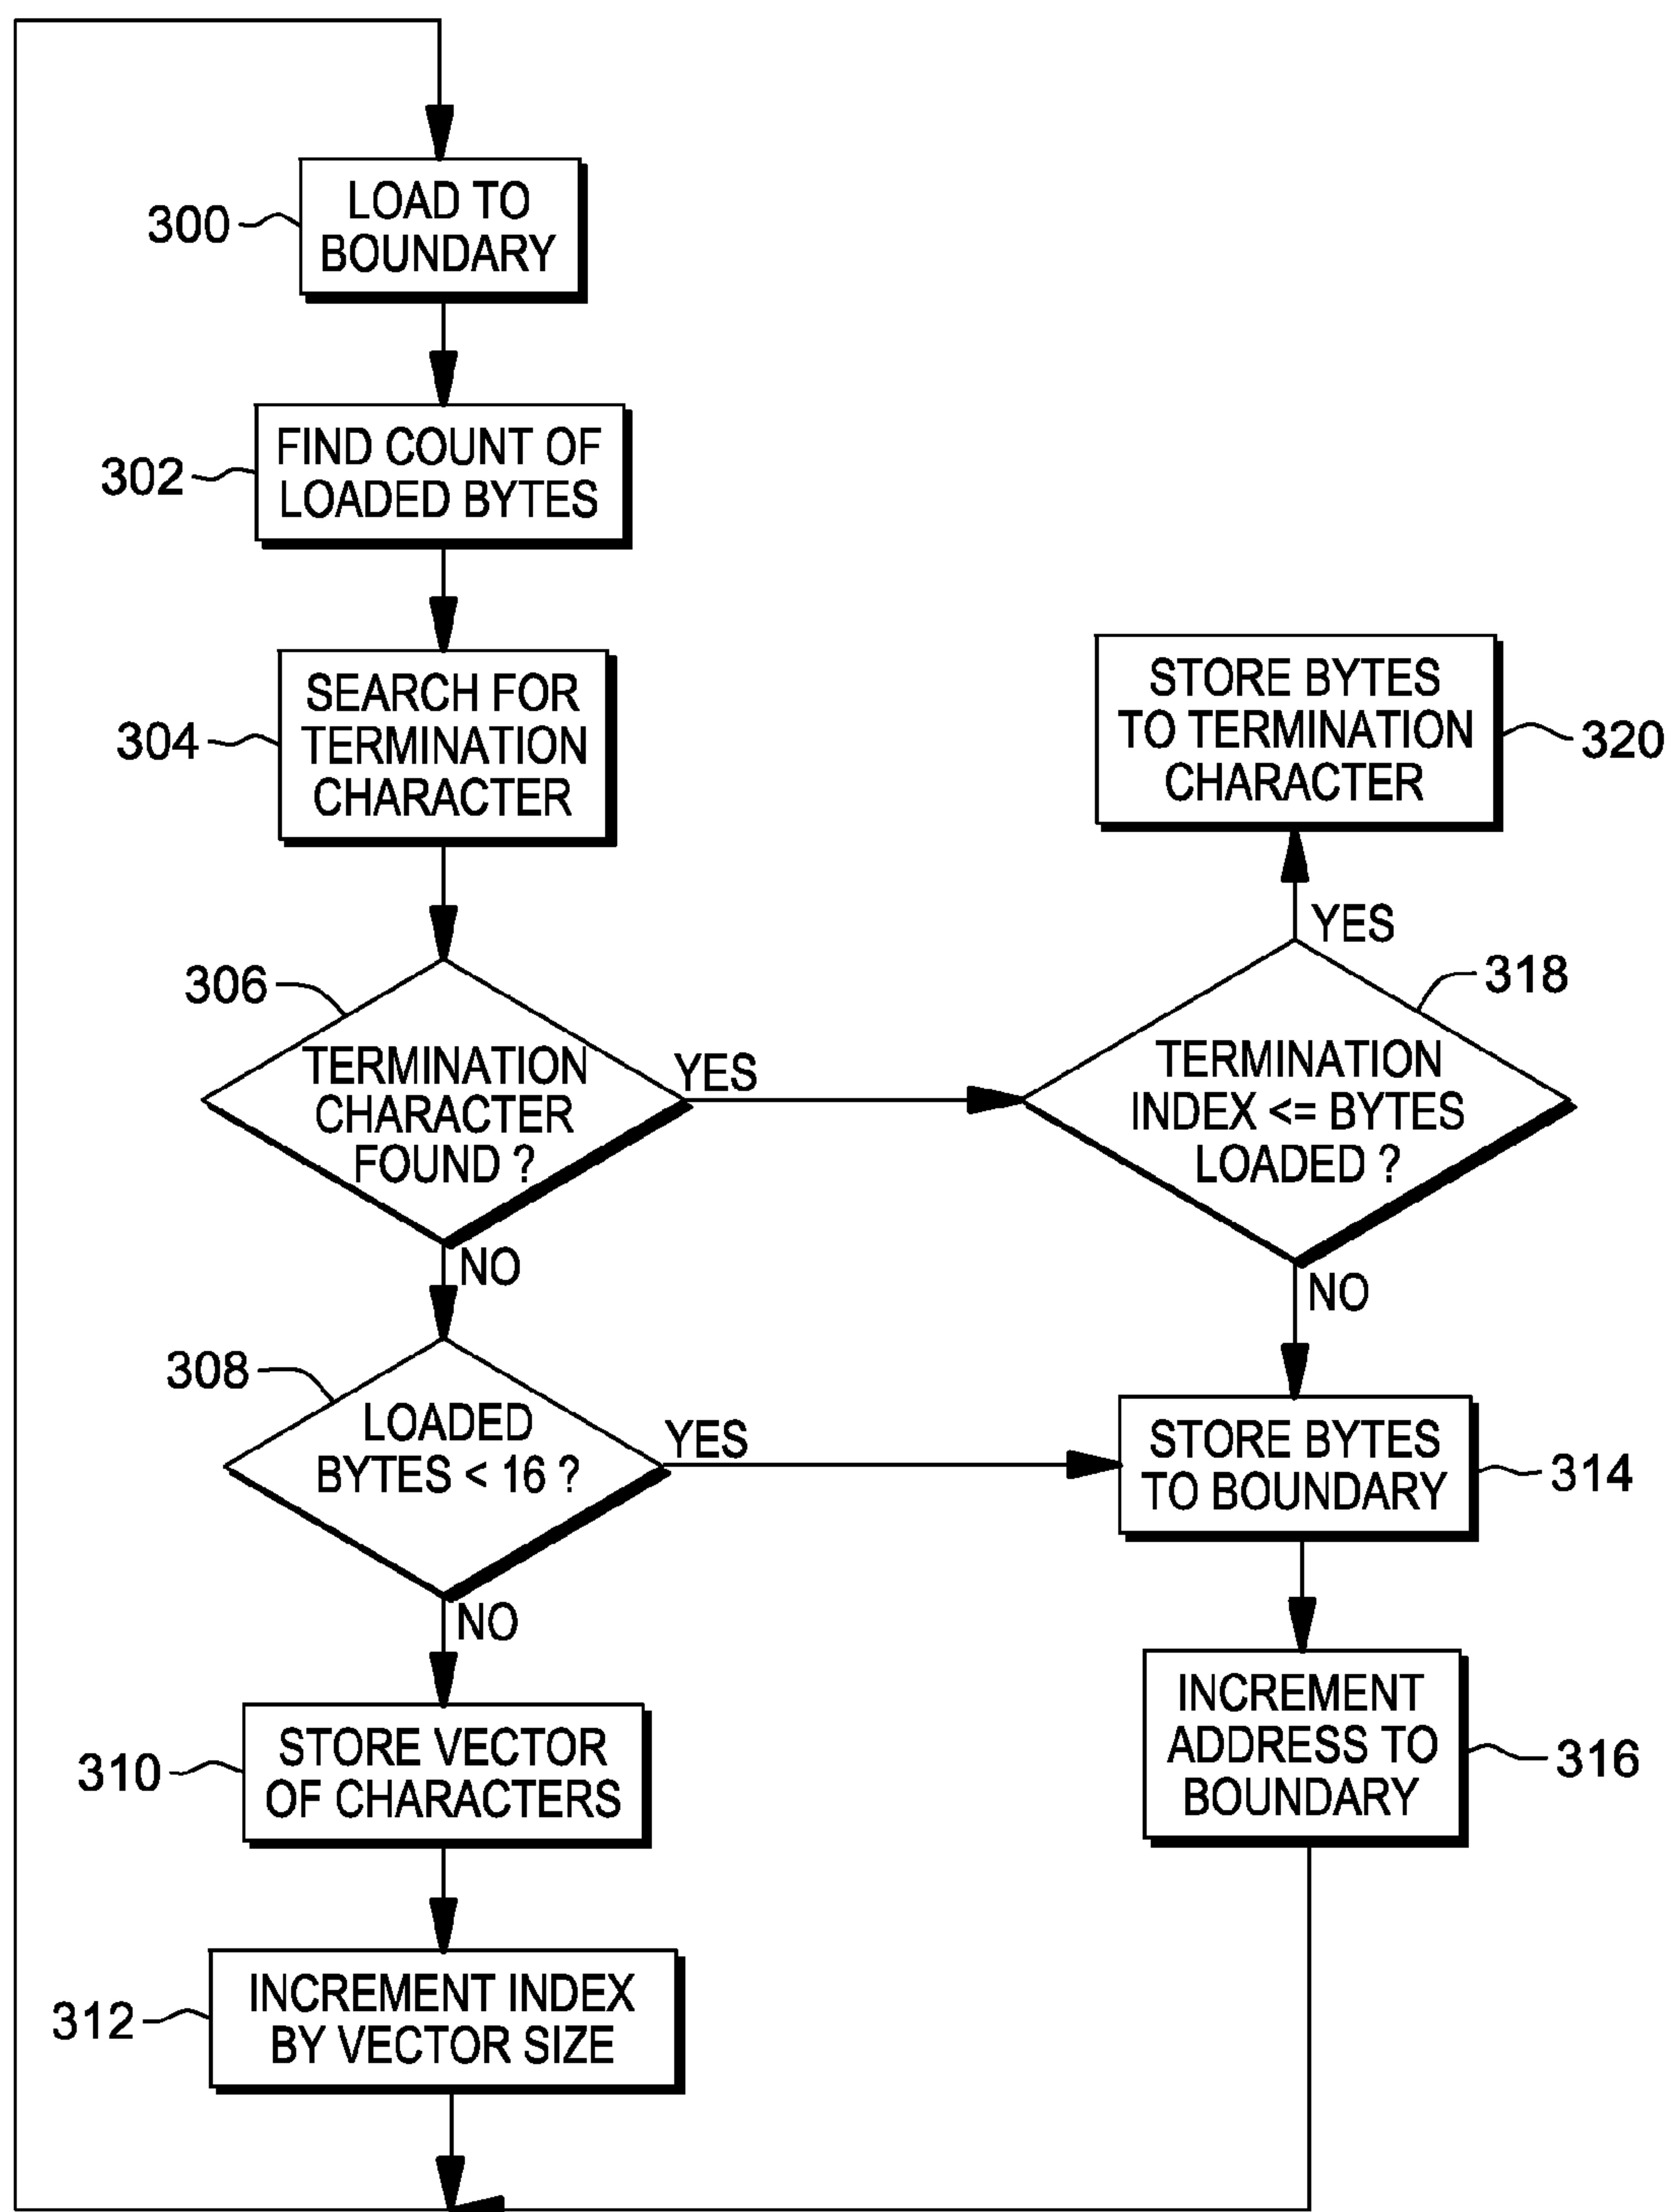 300
LOAD TO
BOUNDARY
302
FIND COUNT OF
LOADED BYTES
304
SEARCH FOR
TERMINATION
CHARACTER
306
TERMINATION
CHARACTER
FOUND ?
YES
NO
308
LOADED
BYTES < 16 ?
YES
NO
310
STORE VECTOR
OF CHARACTERS
312
INCREMENT INDEX
BY VECTOR SIZE
STORE BYTES
TO TERMINATION
CHARACTER
320
YES
318
TERMINATION
INDEX <= BYTES
LOADED ?
NO
STORE BYTES
TO BOUNDARY
314
INCREMENT
ADDRESS TO
BOUNDARY
316